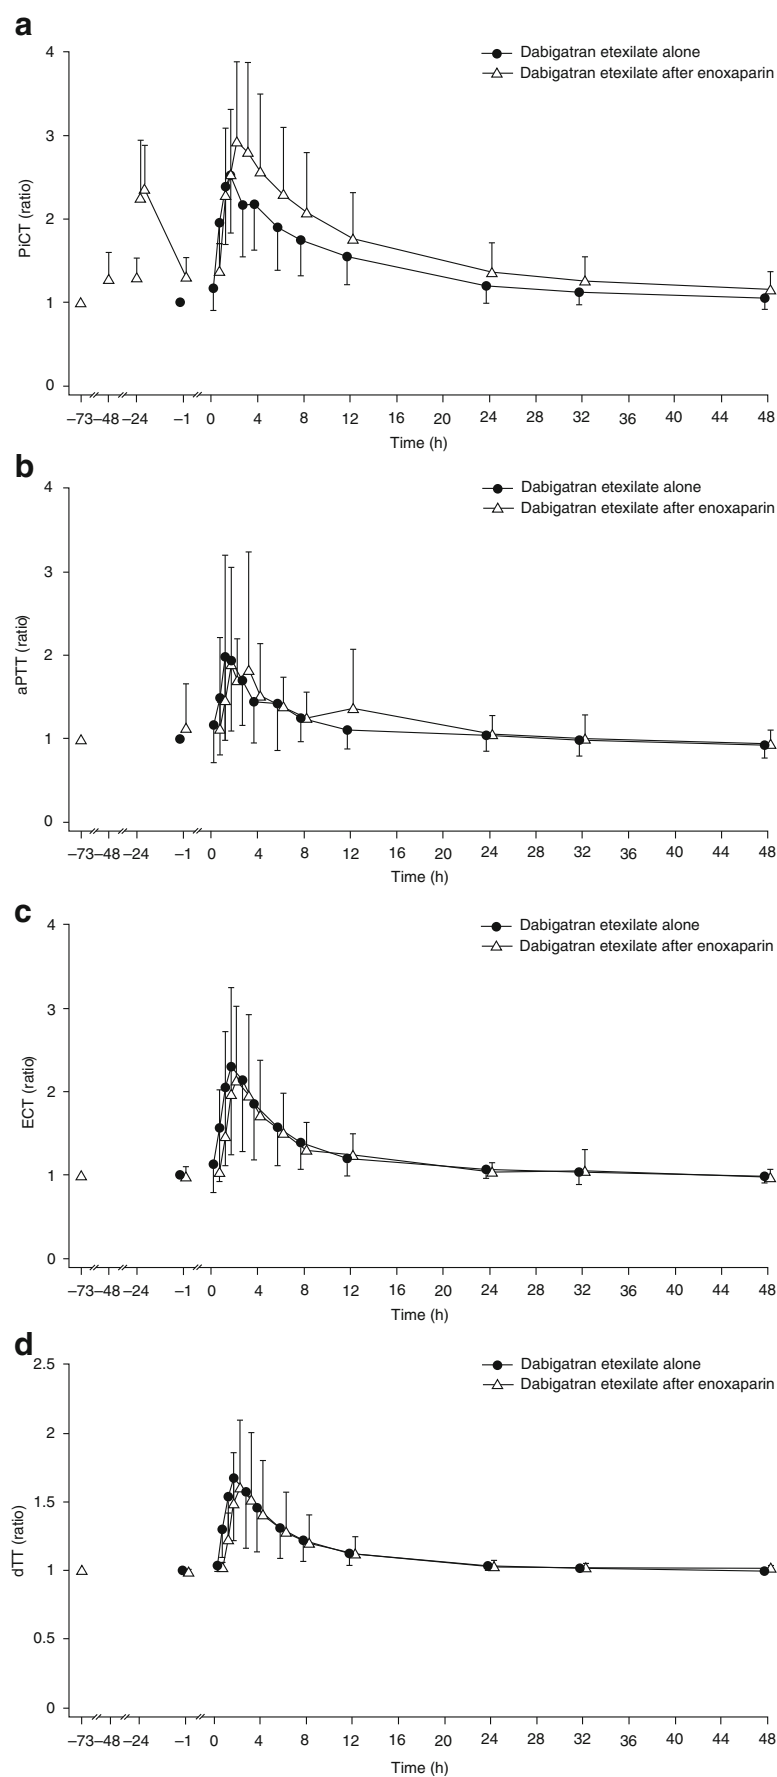 a
4
Dabigatran etexilate alone
Dabigatran etexilate after enoxaparin
3
PiCT (ratio)
2
1
0
–73 –48 –24 –1 0 4 8 12 16 20 24 28 32 36 40 44 48
Time (h)
b
4
Dabigatran etexilate alone
Dabigatran etexilate after enoxaparin
3
aPTT (ratio)
2
1
0
–73 –48 –24 –1 0 4 8 12 16 20 24 28 32 36 40 44 48
Time (h)
c
4
Dabigatran etexilate alone
Dabigatran etexilate after enoxaparin
3
ECT (ratio)
2
1
0
–73 –48 –24 –1 0 4 8 12 16 20 24 28 32 36 40 44 48
Time (h)
d
2.5
Dabigatran etexilate alone
Dabigatran etexilate after enoxaparin
2
1.5
dTT (ratio)
1
0.5
0
–73 –48 –24 –1 0 4 8 12 16 20 24 28 32 36 40 44 48
Time (h)